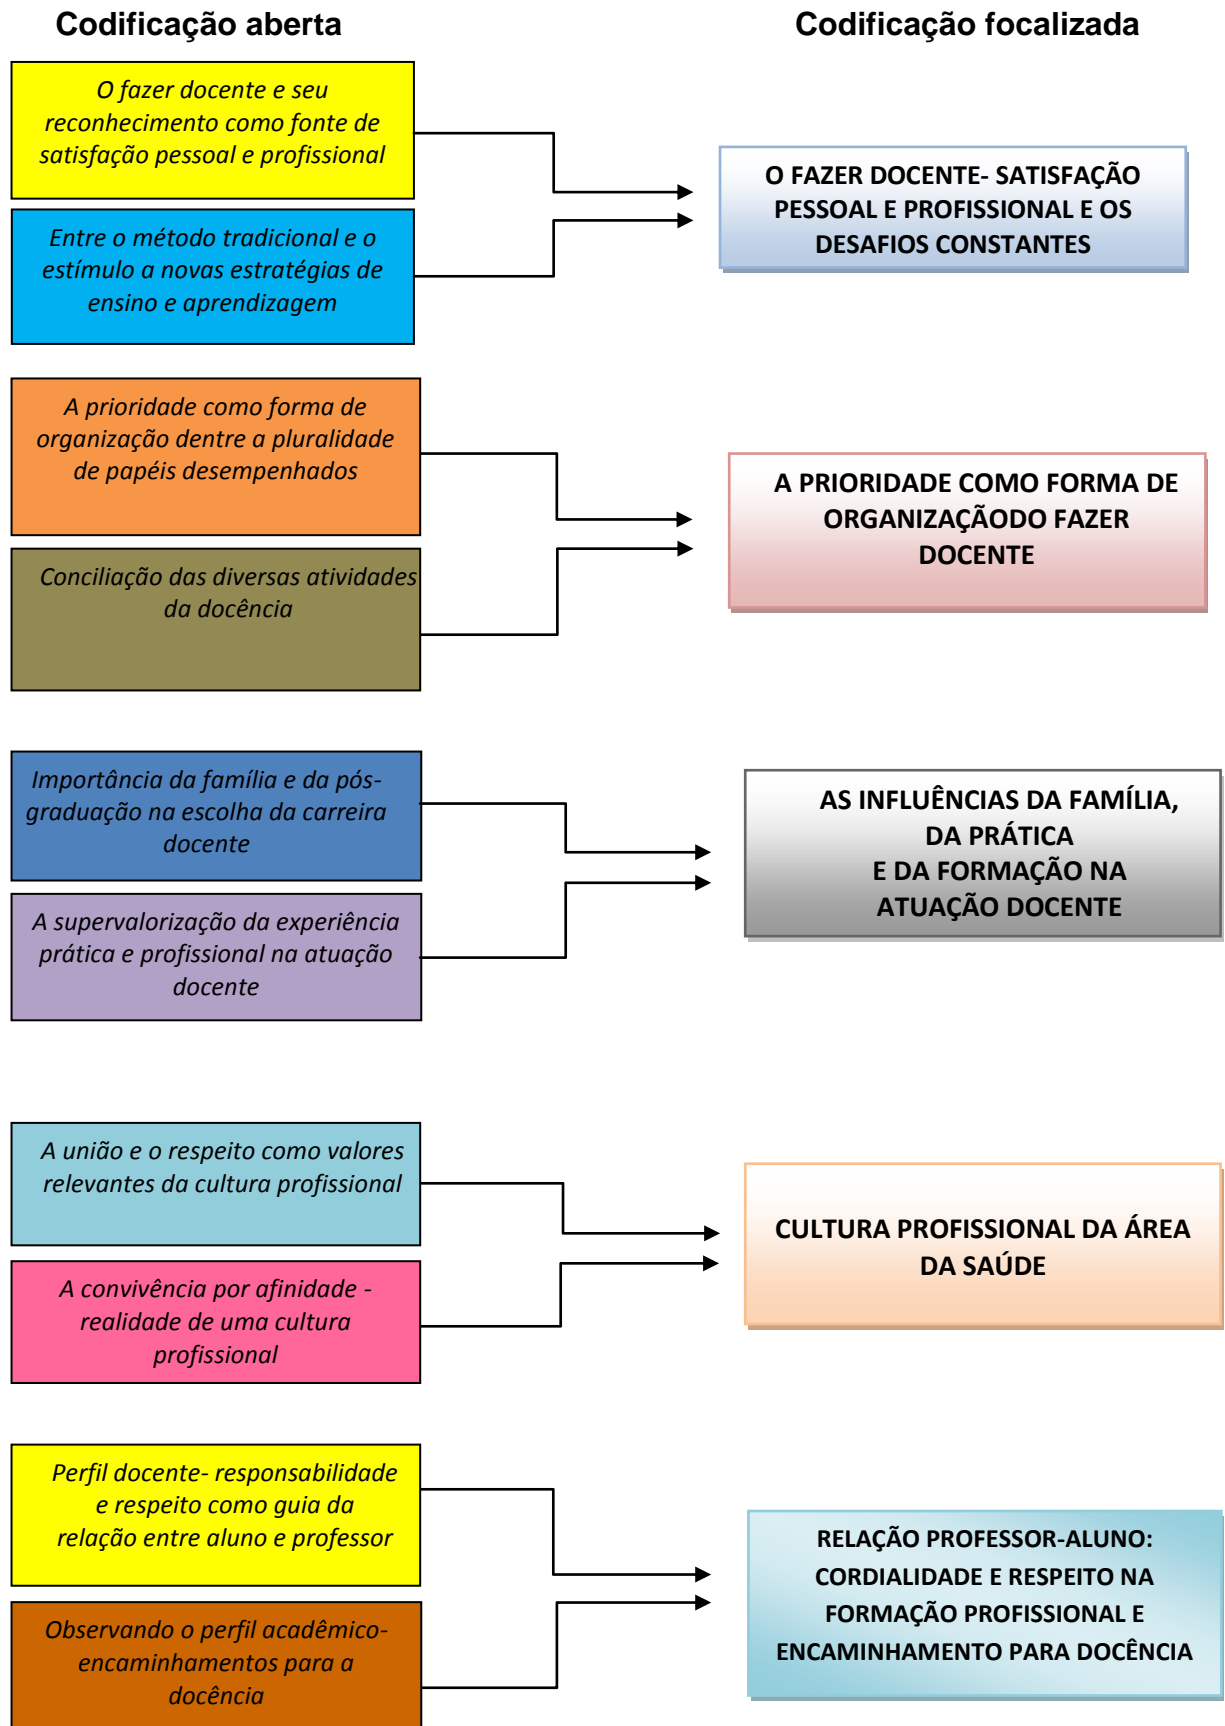 Codificação aberta
Codificação focalizada
O fazer docente e seu
reconhecimento como fonte de
satisfação pessoal e profissional
Entre o método tradicional e o
estímulo a novas estratégias de
ensino e aprendizagem
O FAZER DOCENTE- SATISFAÇÃO
PESSOAL E PROFISSIONAL E OS
DESAFIOS CONSTANTES
A prioridade como forma de
organização dentre a pluralidade
de papéis desempenhados
Conciliação das diversas atividades
da docência
A PRIORIDADE COMO FORMA DE
ORGANIZAÇÃODO FAZER
DOCENTE
Importância da família e da pós-
graduação na escolha da carreira
docente
A supervalorização da experiência
prática e profissional na atuação
docente
AS INFLUÊNCIAS DA FAMÍLIA,
DA PRÁTICA
E DA FORMAÇÃO NA
ATUAÇÃO DOCENTE
A união e o respeito como valores
relevantes da cultura profissional
A convivência por afinidade -
realidade de uma cultura
profissional
CULTURA PROFISSIONAL DA ÁREA
DA SAÚDE
Perfil docente- responsabilidade
e respeito como guia da
relação entre aluno e professor
Observando o perfil acadêmico-
encaminhamentos para a
docência
RELAÇÃO PROFESSOR-ALUNO:
CORDIALIDADE E RESPEITO NA
FORMAÇÃO PROFISSIONAL E
ENCAMINHAMENTO PARA DOCÊNCIA